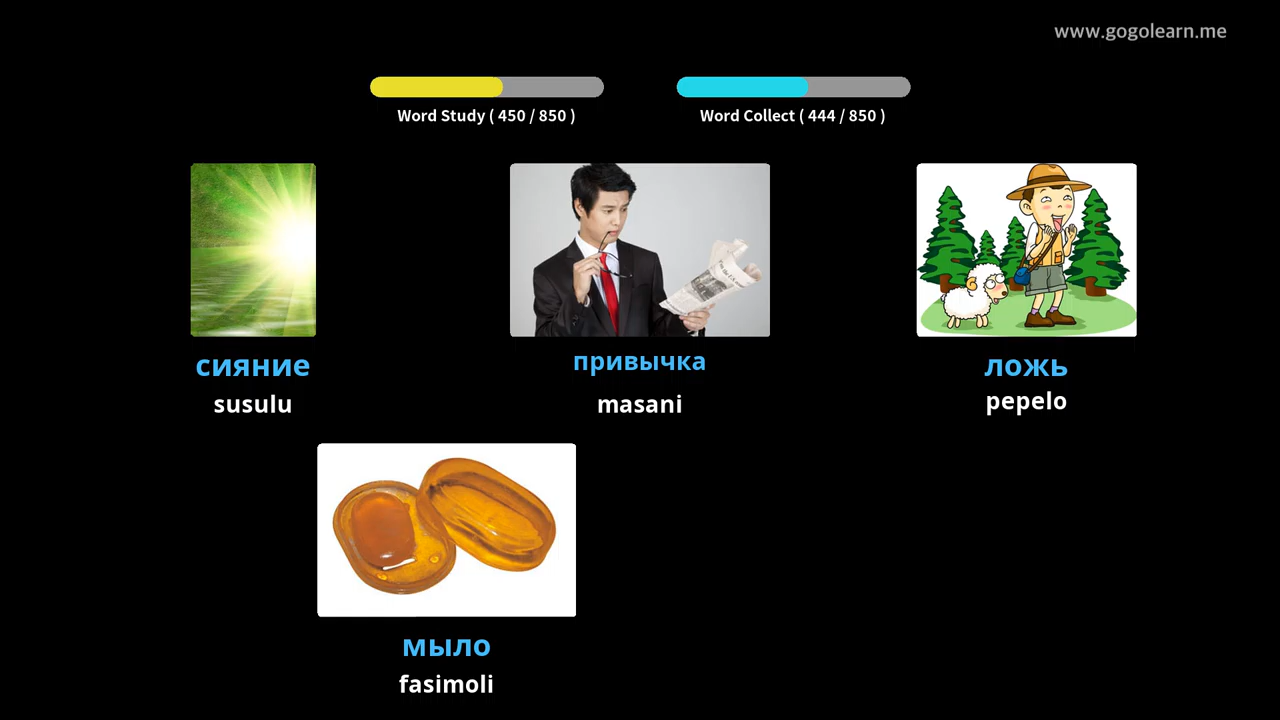 www.gogolearn.me
Word Study ( 450 / 850 )
Word Collect ( 444 / 850 )
сияние
привычка
ложь
susulu
masani
pepelo
мыло
fasimoli